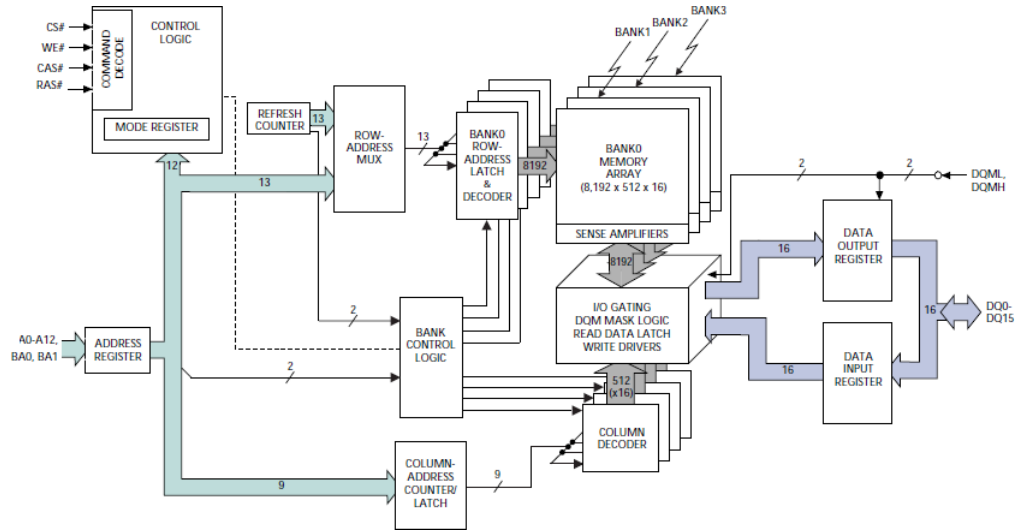 BANK3
BANK2
BANK1
CS#
WE#
CAS#
RAS#
COMMAND
DECODE
CONTROL
LOGIC
MODE REGISTER
12
REFRESH
COUNTER
13
13
ROW-
ADDRESS
MUX
13
BANK0
ROW-
ADDRESS
LATCH
&
DECODER
8192
BANK0
MEMORY
ARRAY
(8,192 x 512 x 16)
SENSE AMPLIFIERS
8192
2
2
DQML,
DQMH
16
DATA
OUTPUT
REGISTER
I/O GATING
DQM MASK LOGIC
READ DATA LATCH
WRITE DRIVERS
16
DQ0-
DQ15
16
DATA
INPUT
REGISTER
A0-A12,
BA0, BA1
ADDRESS
REGISTER
2
2
BANK
CONTROL
LOGIC
512
(x16)
COLUMN
DECODER
9
COLUMN-
ADDRESS
COUNTER/
LATCH
9